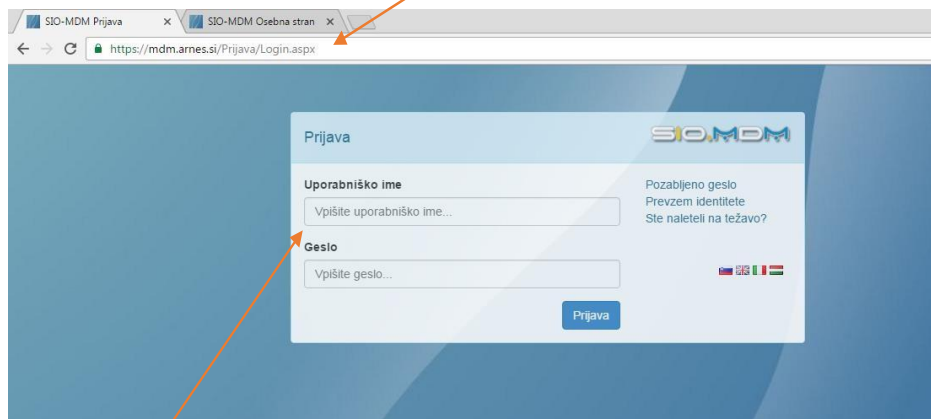 SIO-MDM Prijava
SIO-MDM Osebna stran
https://mdm.arnes.si/Prijava/Login.aspx
Prijava
SIO.MDM
Uporabniško ime
Vpišite uporabniško ime...
Geslo
Vpišite geslo...
Prijava
Pozabljeno geslo
Prevzem identitete
Ste naleteli na težavo?